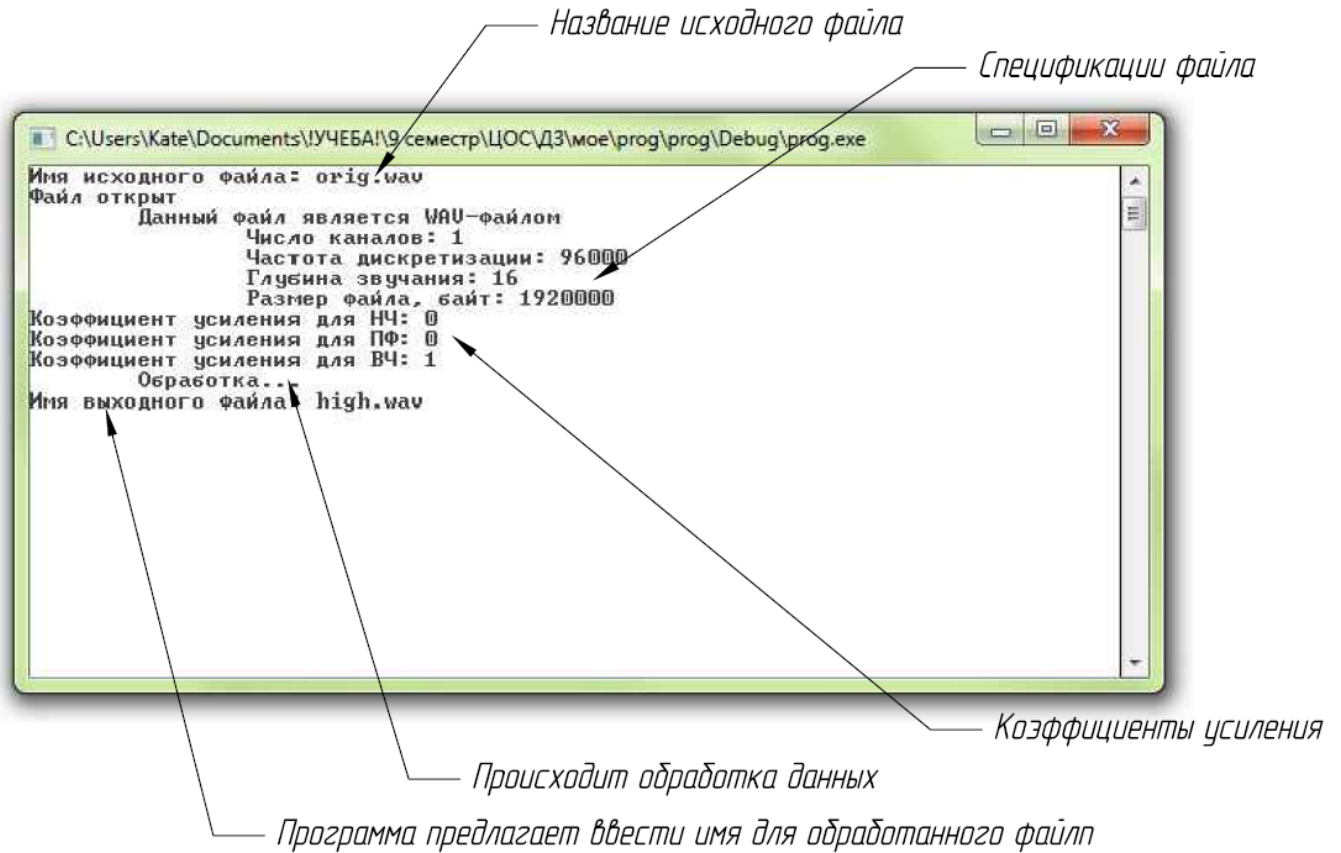 Название исходного файла
Спецификации файла
C:\Users\Kate\Documents\!УЧЕБА!\9 семестр\ЦОС\ДЗ\мое\prog\prog\Debug\prog.exe
Имя исходного файла: orig.wav
Файл открыт
Данный файл является WAV-файлом
Число каналов: 1
Частота дискретизации: 96000
Глубина звучания: 16
Размер файла, байт: 1920000
Коэффициент усиления для НЧ: 0
Коэффициент усиления для ПФ: 0
Коэффициент усиления для ВЧ: 1
Обработка...
Имя выходного файла: high.wav
Коэффициенты усиления
Происходит обработка данных
Программа предлагает ввести имя для обработанного файлп